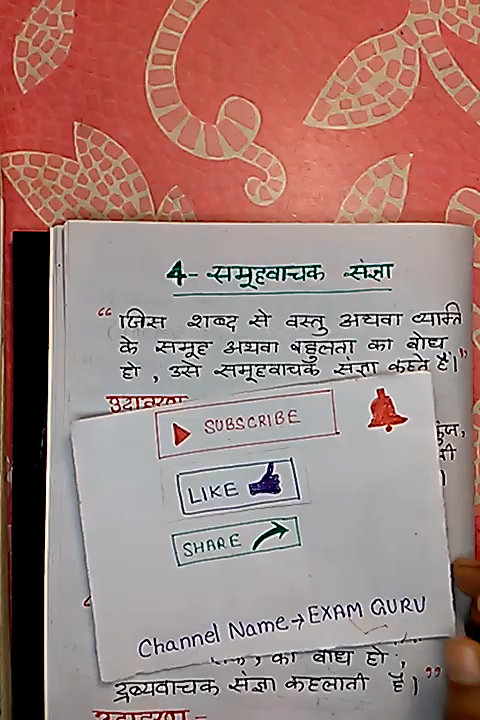 4- समूहवाचक संज्ञा
“ जिस शब्द से वस्तु अथवा व्यक्ति
के समूह अथवा बहुलता का बोध
हो , उसे समूहवाचक संज्ञा कहते हैं।”
उदाहरण
कुंज,
SUBSCRIBE
LIKE
SHARE
Channel Name → EXAM GURU
का बोध हो ,
द्रव्यवाचक संज्ञा कहलाती है। ”
उदाहरण -